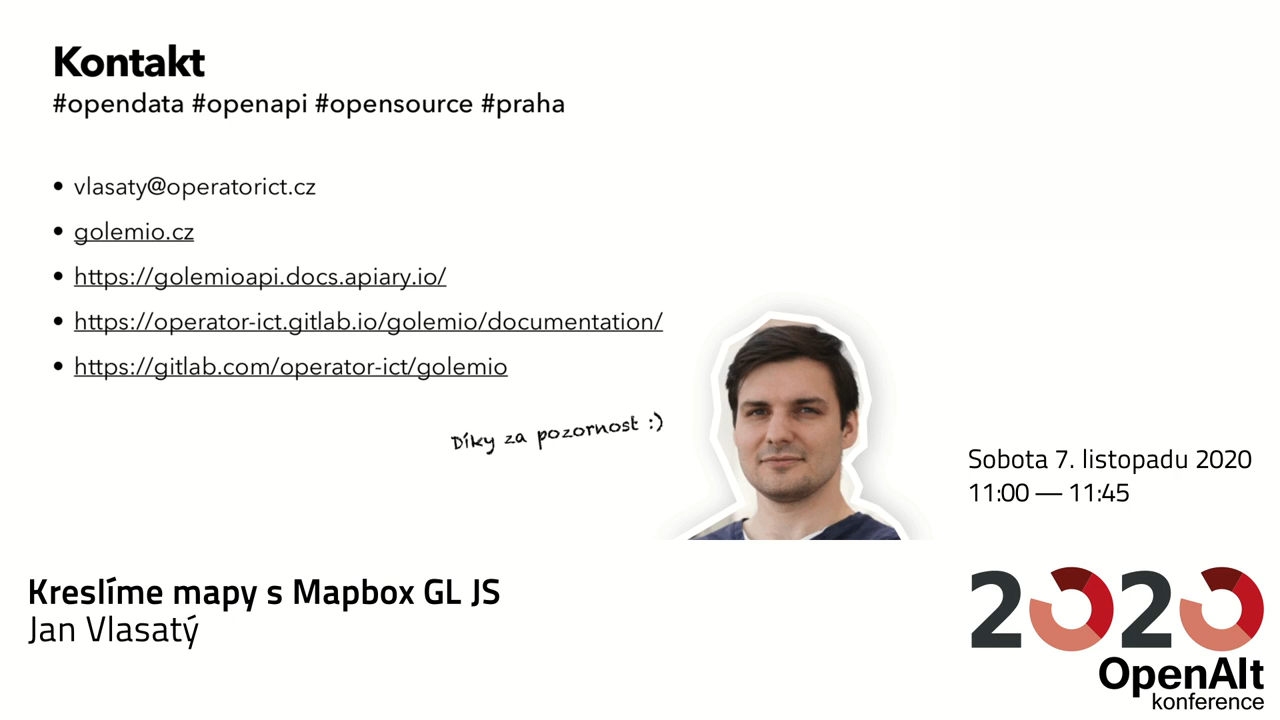 Kontakt
#opendata #openapi #opensource #praha
• vlasaty@operatorict.cz
• golemio.cz
• https://golemioapi.docs.apiary.io/
• https://operator-ict.gitlab.io/golemio/documentation/
• https://gitlab.com/operator-ict/golemio
Díky za pozornost :)
Sobota 7. listopadu 2020
11:00 — 11:45
Kreslíme mapy s Mapbox GL JS
Jan Vlasatý
2020
OpenAlt
konference